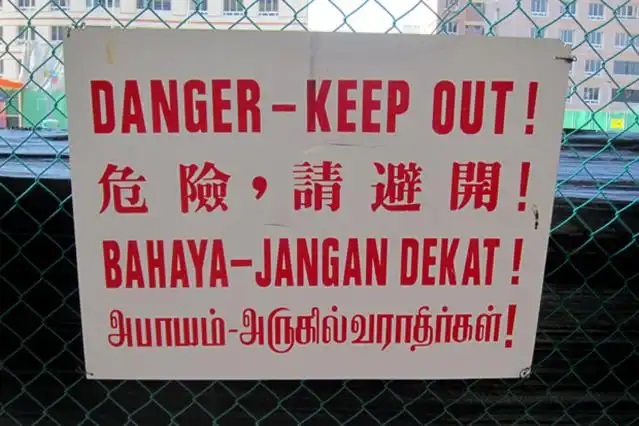 DANGER – KEEP OUT !
危險，請避開！
BAHAYA – JANGAN DEKAT !
அபாயம்-அருகில்வராதீர்கள்!